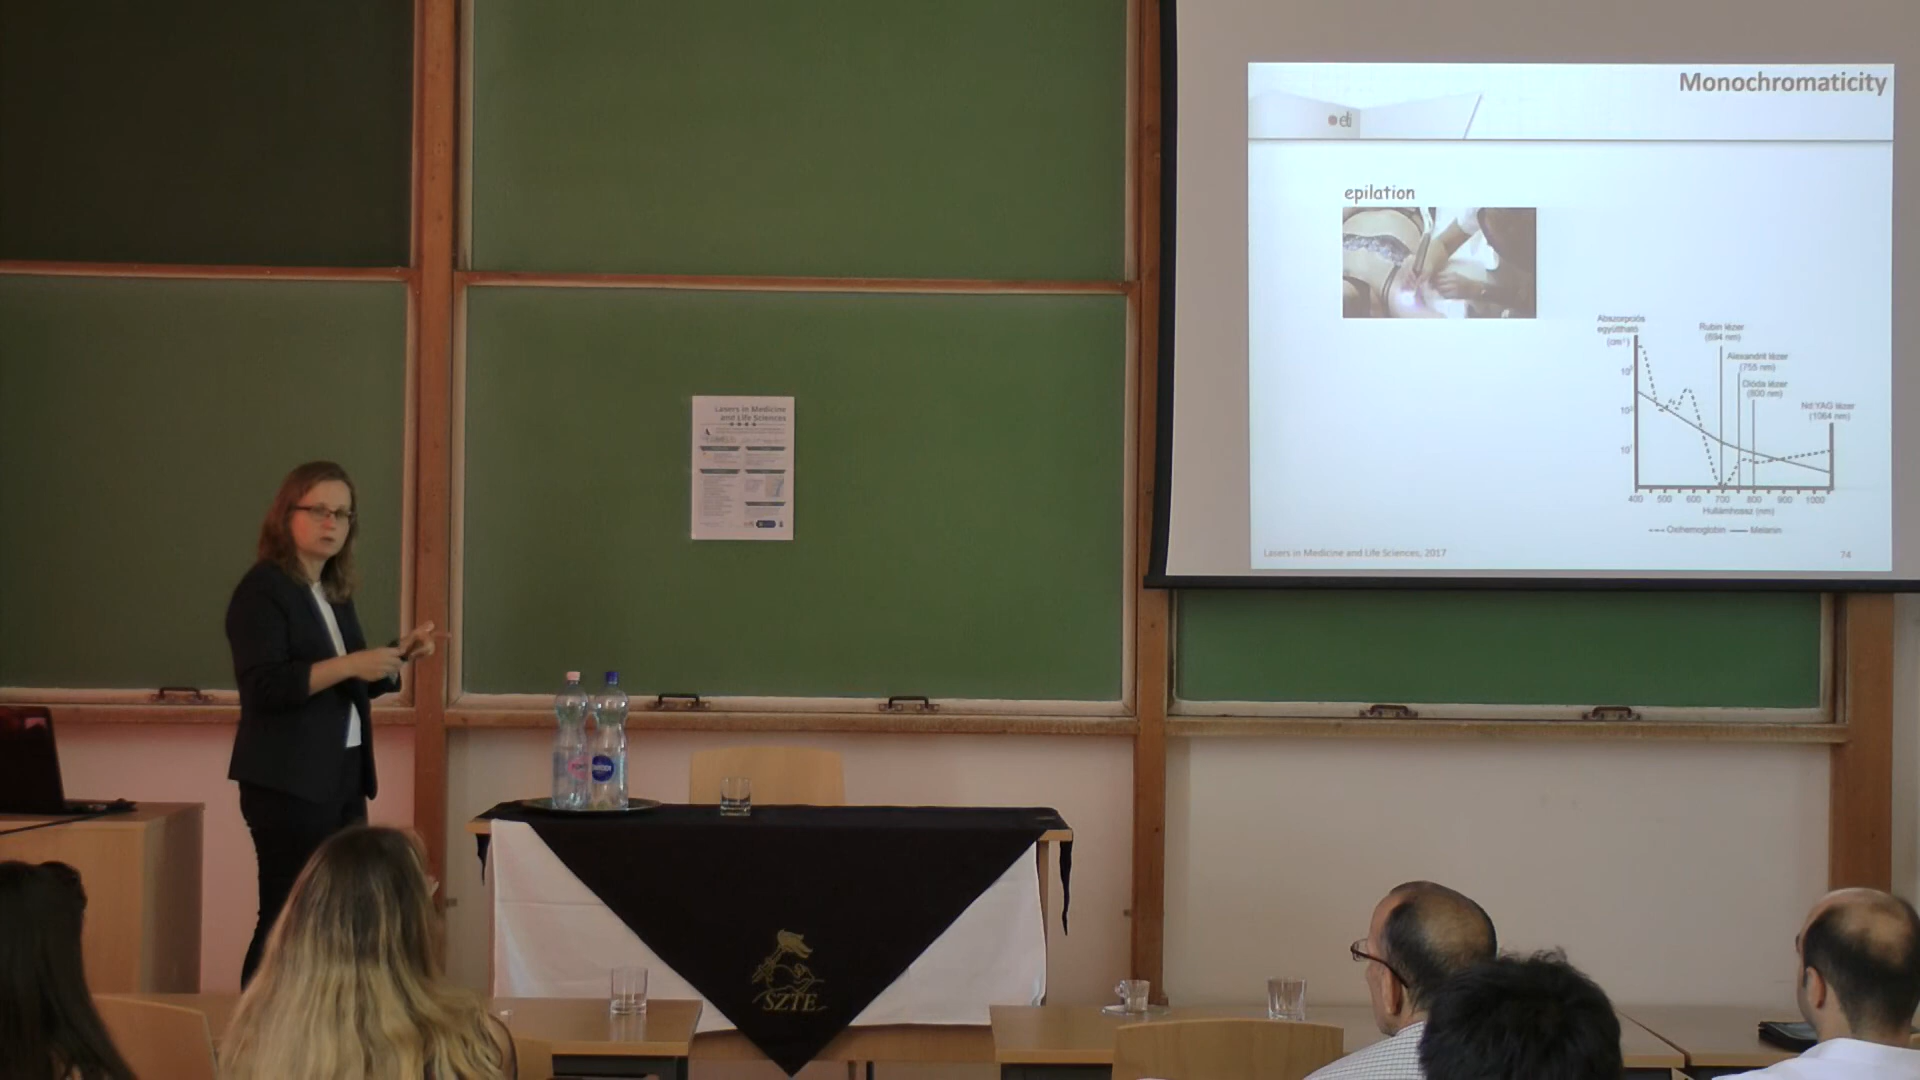 Monochromaticity
eli
epilation
Abszorpciós
együttható
(cm⁻¹)
Rubin lézer
(694 nm)
Alexandrit lézer
(755 nm)
Dióda lézer
(800 nm)
Nd:YAG lézer
(1064 nm)
400 500 600 700 800 900 1000
Hullámhossz (nm)
Oxihemoglobin Melanin
Lasers in Medicine and Life Sciences, 2017
74
Lasers in Medicine
and Life Sciences
SZTE